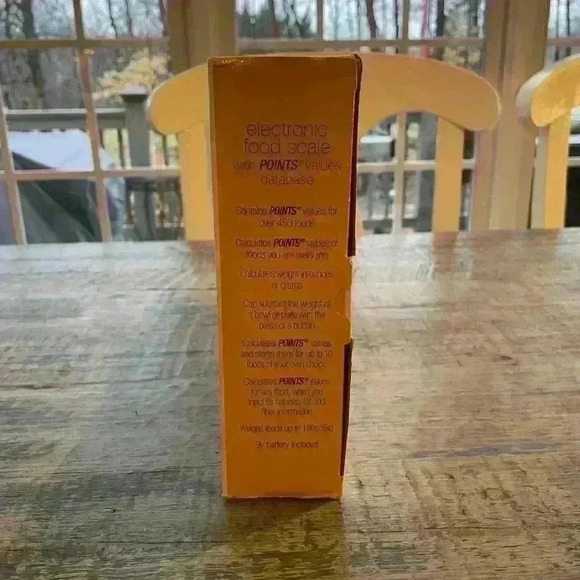 electronic
food scale
with POINTS® values
database
Contains POINTS® values for
over 450 foods
Calculates POINTS® values of
foods you are weighing
Calculates weight in ounces
or grams
Can subtract the weight of
a bowl or plate with the
press of a button
Calculates POINTS® values
and stores them for up to 10
foods of your own choice
Calculates POINTS® values
for any food, when you
input its calories, fat and
fiber information
Weighs foods up to
9V battery included